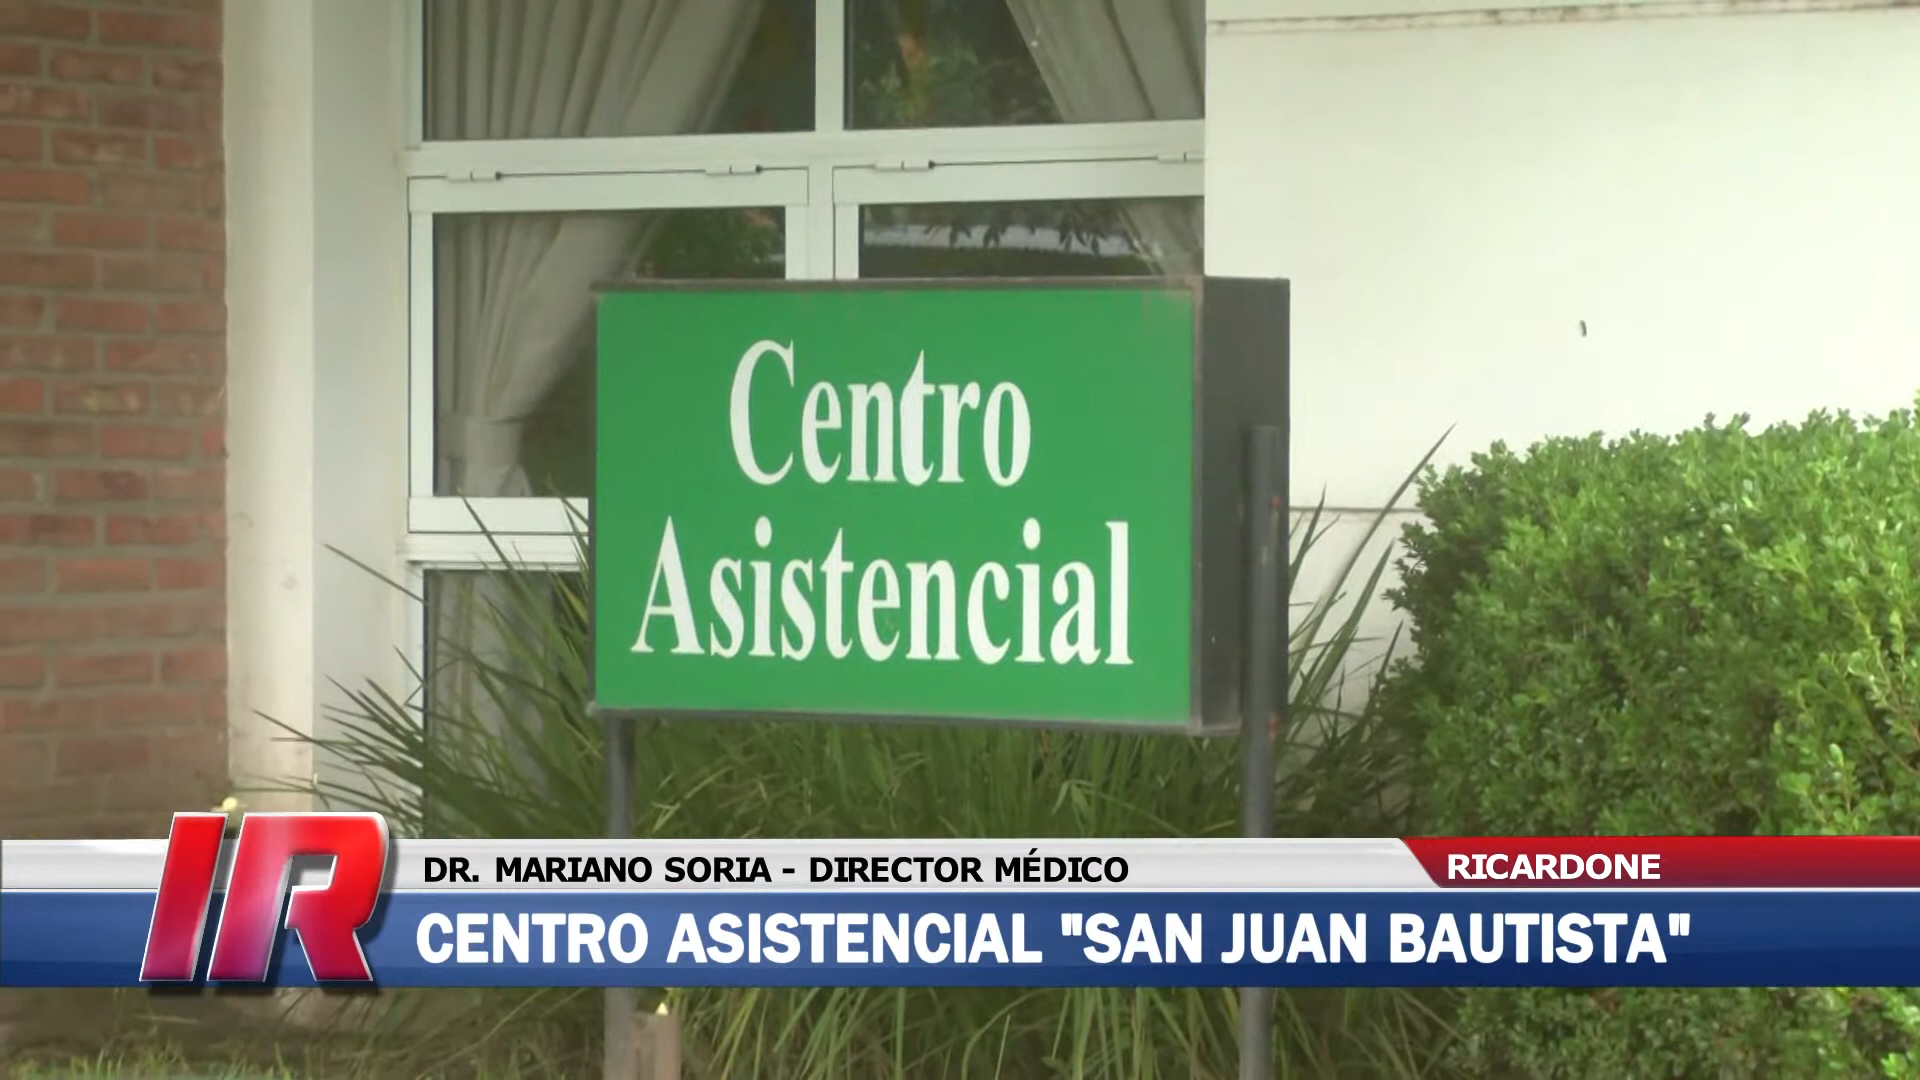 Centro
Asistencial
IR
DR. MARIANO SORIA - DIRECTOR MÉDICO
RICARDONE
CENTRO ASISTENCIAL "SAN JUAN BAUTISTA"